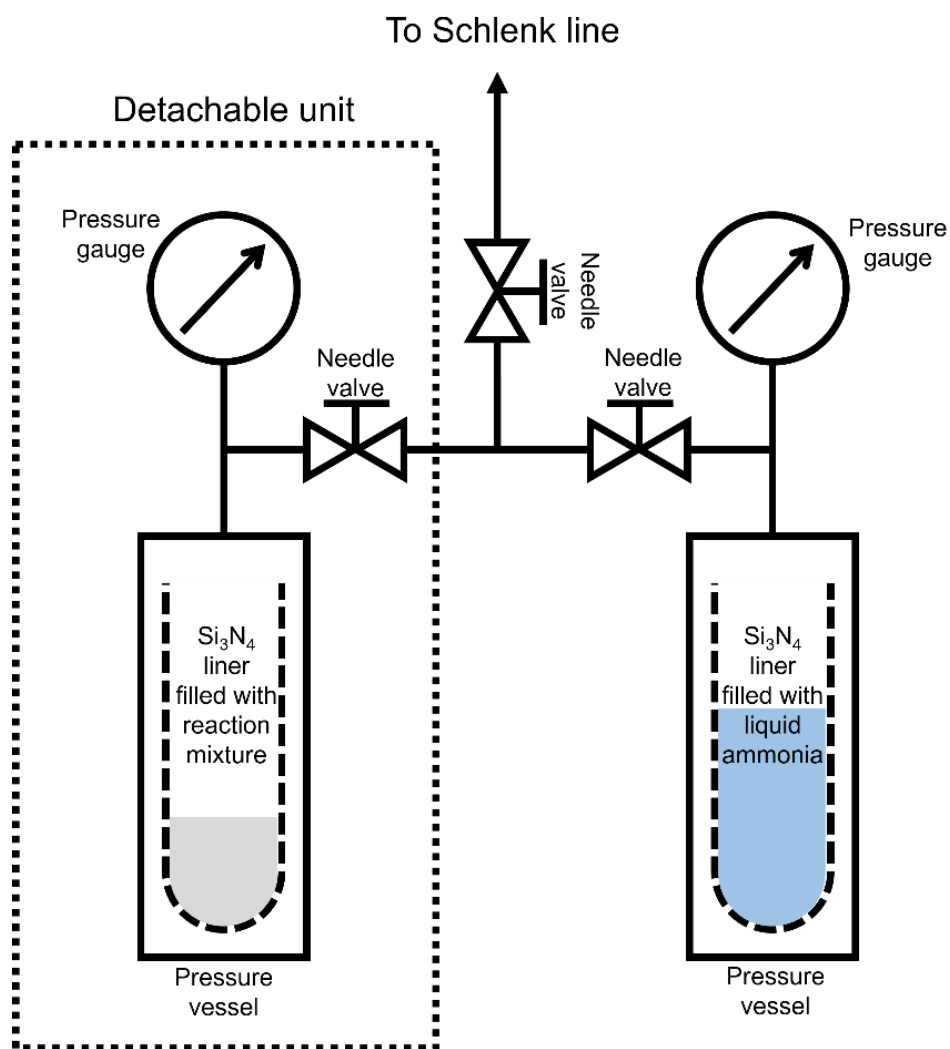 To Schlenk line
Detachable unit
Pressure
gauge
Needle
valve
Needle
valve
Needle
valve
Pressure
gauge
Si₃N₄
liner
filled with
reaction
mixture
Si₃N₄
liner
filled with
liquid
ammonia
Pressure
vessel
Pressure
vessel